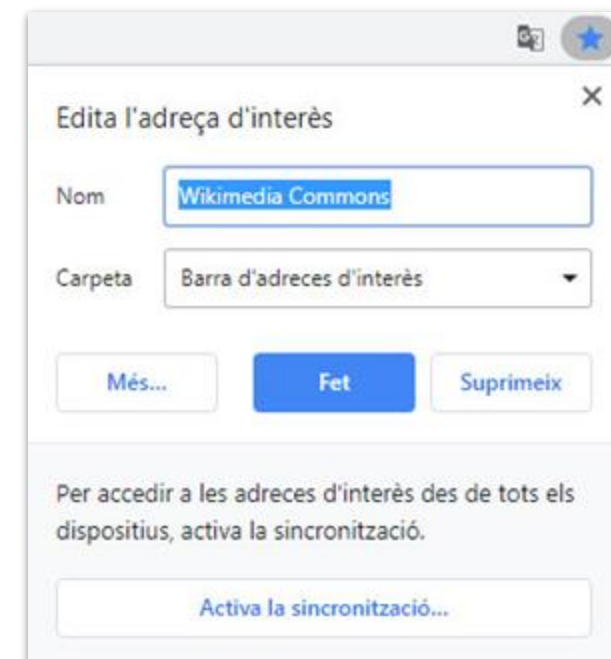 Edita l'adreça d'interès
Nom
Wikimedia Commons
Carpeta
Barra d'adreces d'interès
Més...
Fet
Suprimeix
Per accedir a les adreces d'interès des de tots els
dispositius, activa la sincronització.
Activa la sincronització...